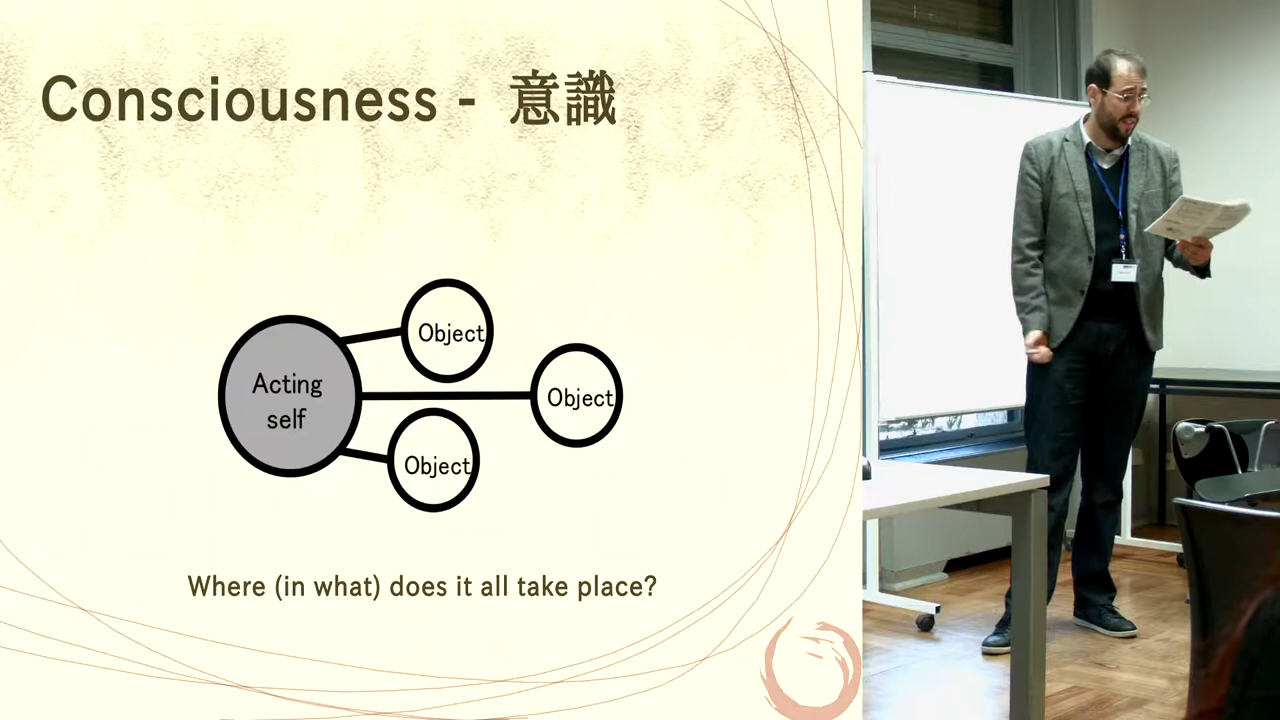 Consciousness - 意識
Object
Acting
self
Object
Object
Where (in what) does it all take place?